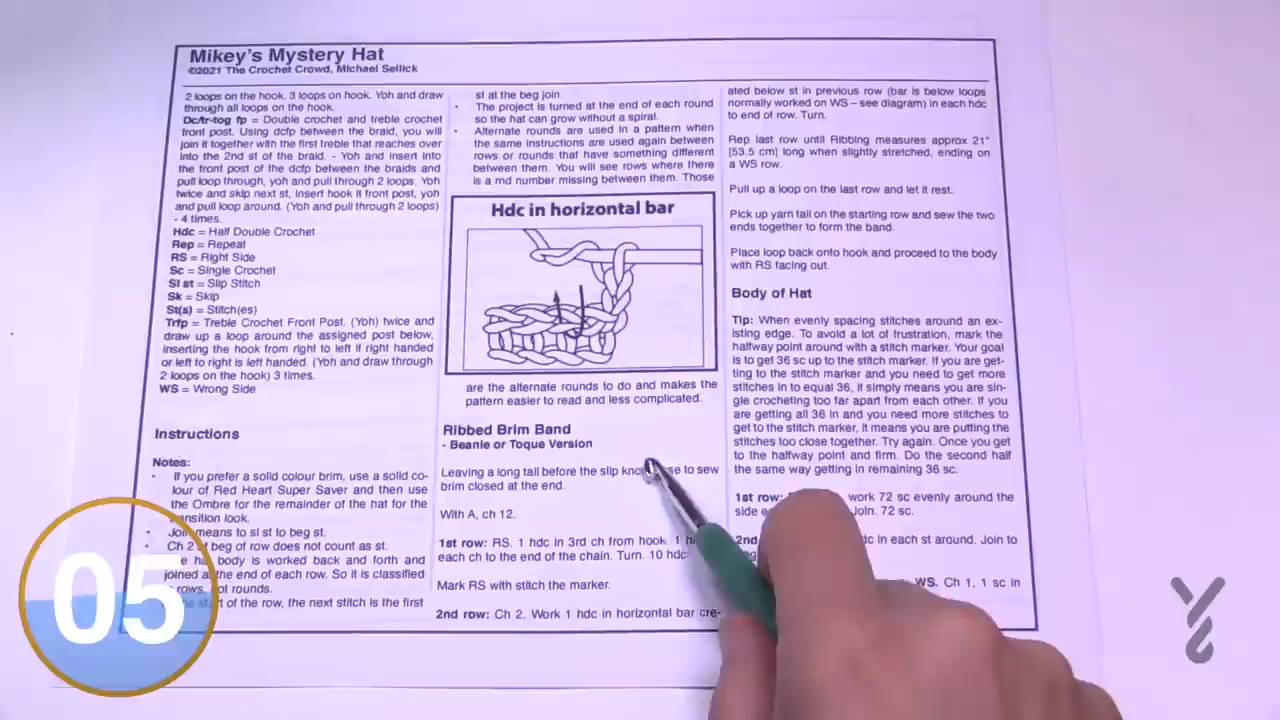 Mikey's Mystery Hat
©2021 The Crochet Crowd, Michael Sellick
2 loops on the hook. 3 loops on hook. Yoh and draw
through all loops on the hook.
Dc/tr-tog fp = Double crochet and treble crochet
front post. Using dcfp between the braid, you will
join it together with the first treble that reaches over
into the 2nd st of the braid. - Yoh and insert into
the front post of the dcfp between the braids and
pull loop through, yoh and pull through 2 loops. Yoh
twice and skip next st, insert hook it front post, yoh
and pull loop around. (Yoh and pull through 2 loops)
- 4 times.
Hdc = Half Double Crochet
Rep = Repeat
RS = Right Side
Sc = Single Crochet
Sl st = Slip Stitch
Sk = Skip
St(s) = Stitch(es)
Trfp = Treble Crochet Front Post. (Yoh) twice and
draw up a loop around the assigned post below,
inserting the hook from right to left if right handed
or left to right is left handed. (Yoh and draw through
2 loops on the hook) 3 times.
WS = Wrong Side
Instructions
Notes:
• If you prefer a solid colour brim, use a solid co-
lour of Red Heart Super Saver and then use
the Ombre for the remainder of the hat for the
transition look.
• Join means to sl st to beg st.
• Ch 2 at beg of row does not count as st.
he hat body is worked back and forth and
joined at the end of each row. So it is classified
rows, not rounds.
the start of the row, the next stitch is the first
st at the beg join.
• The project is turned at the end of each round
so the hat can grow without a spiral.
• Alternate rounds are used in a pattern when
the same instructions are used again between
rows or rounds that have something different
between them. You will see rows where there
is a rnd number missing between them. Those
Hdc in horizontal bar
are the alternate rounds to do and makes the
pattern easier to read and less complicated.
Ribbed Brim Band
- Beanie or Toque Version
Leaving a long tail before the slip kno se to sew
brim closed at the end.
With A, ch 12.
1st row: RS. 1 hdc in 3rd ch from hook. 1 h
each ch to the end of the chain. Turn. 10 hdc
Mark RS with stitch the marker.
2nd row: Ch 2. Work 1 hdc in horizontal bar cre-
ated below st in previous row (bar is below loops
normally worked on WS – see diagram) in each hdc
to end of row. Turn.
Rep last row until Ribbing measures approx 21"
[53.5 cm] long when slightly stretched, ending on
a WS row.
Pull up a loop on the last row and let it rest.
Pick up yarn tail on the starting row and sew the two
ends together to form the band.
Place loop back onto hook and proceed to the body
with RS facing out.
Body of Hat
Tip: When evenly spacing stitches around an ex-
isting edge. To avoid a lot of frustration, mark the
halfway point around with a stitch marker. Your goal
is to get 36 sc up to the stitch marker. If you are get-
ting to the stitch marker and you need to get more
stitches in to equal 36, it simply means you are sin-
gle crocheting too far apart from each other. If you
are getting all 36 in and you need more stitches to
get to the stitch marker, it means you are putting the
stitches too close together. Try again. Once you get
to the halfway point and firm. Do the second half
the same way getting in remaining 36 sc.
1st row: work 72 sc evenly around the
side e Join. 72 sc.
2nd dc in each st around. Join to
WS. Ch 1, 1 sc in
05